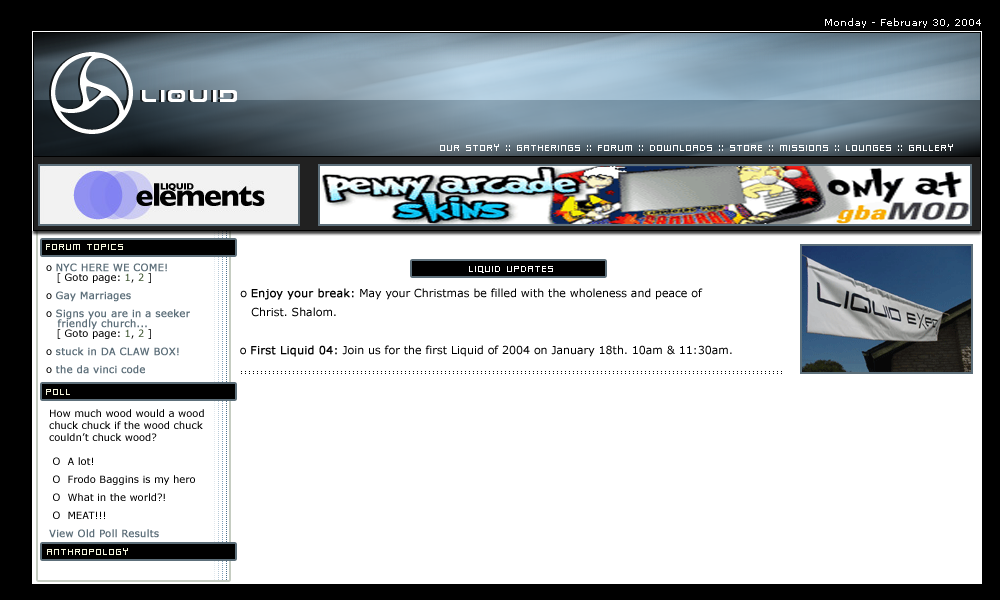 Monday - February 30, 2004
LIQUID
OUR STORY :: GATHERINGS :: FORUM :: DOWNLOADS :: STORE :: MISSIONS :: LOUNGES :: GALLERY
LIQUID
elements
penny arcade
skins
SAMURAI
only at
gbaMOD
FORUM TOPICS
o NYC HERE WE COME!
[ Goto page: 1, 2 ]
o Gay Marriages
o Signs you are in a seeker
friendly church...
[ Goto page: 1, 2 ]
o stuck in DA CLAW BOX!
o the da vinci code
POLL
How much wood would a wood
chuck chuck if the wood chuck
couldn't chuck wood?
O A lot!
O Frodo Baggins is my hero
O What in the world?!
O MEAT!!!
View Old Poll Results
ANTHROPOLOGY
LIQUID UPDATES
o Enjoy your break: May your Christmas be filled with the wholeness and peace of
Christ. Shalom.
o First Liquid 04: Join us for the first Liquid of 2004 on January 18th. 10am & 11:30am.
LIQUID EXPO